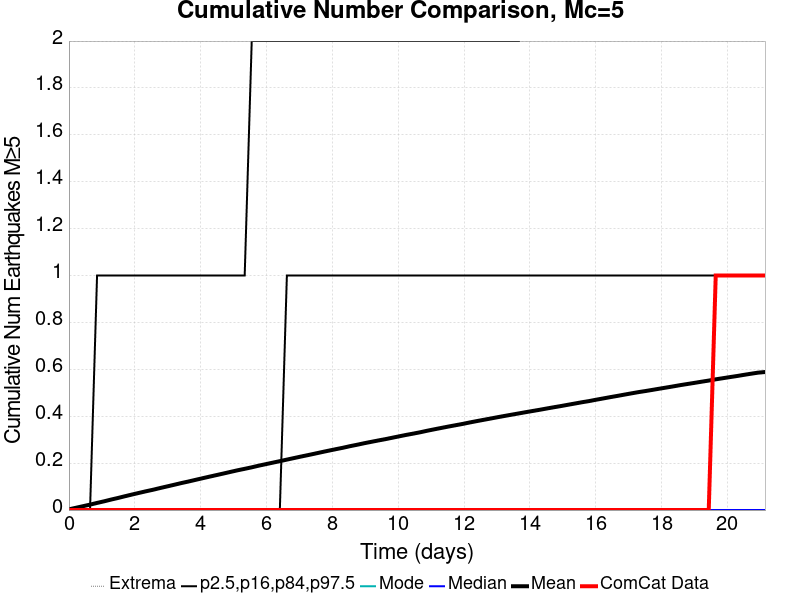 Cumulative Number Comparison, Mc=5
Cumulative Num Earthquakes M≥5
2
1.8
1.6
1.4
1.2
1
0.8
0.6
0.4
0.2
0
0 2 4 6 8 10 12 14 16 18 20
Time (days)
Extrema p2.5,p16,p84,p97.5 Mode Median Mean ComCat Data